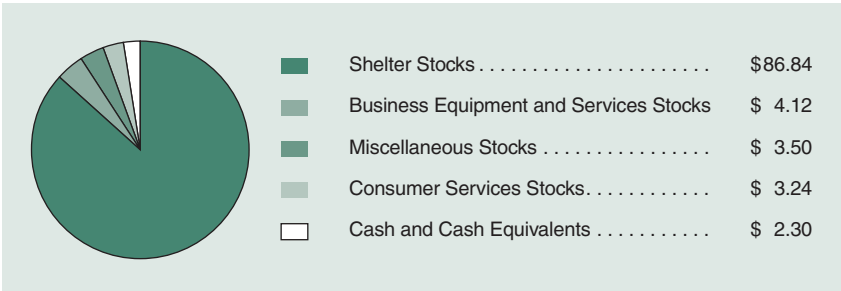 Shelter Stocks . . . . . . . . . . . . . . . . . . . . . . $86.84
Business Equipment and Services Stocks $ 4.12
Miscellaneous Stocks . . . . . . . . . . . . . . . . $ 3.50
Consumer Services Stocks. . . . . . . . . . . . $ 3.24
Cash and Cash Equivalents . . . . . . . . . . . $ 2.30